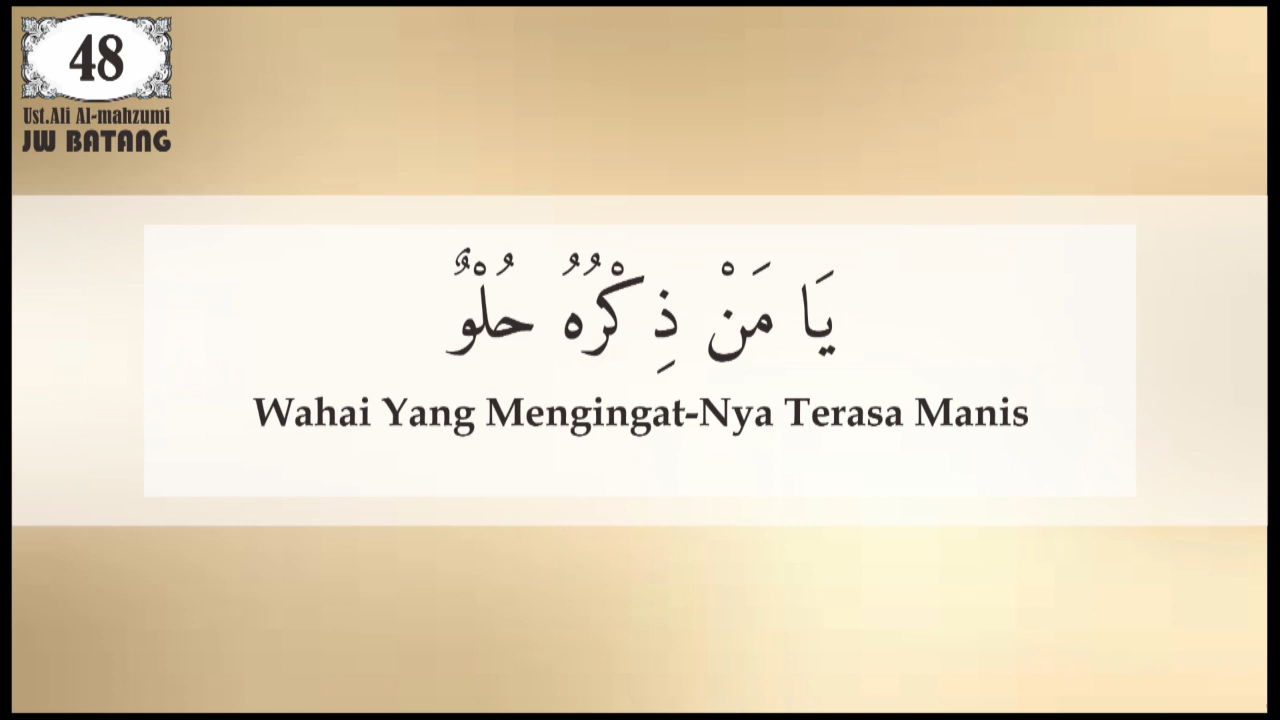 48
Ust.Ali Al-mahzumi
JW BATANG
يَا مَنْ ذِكْرُهُ حُلْوٌ
Wahai Yang Mengingat-Nya Terasa Manis